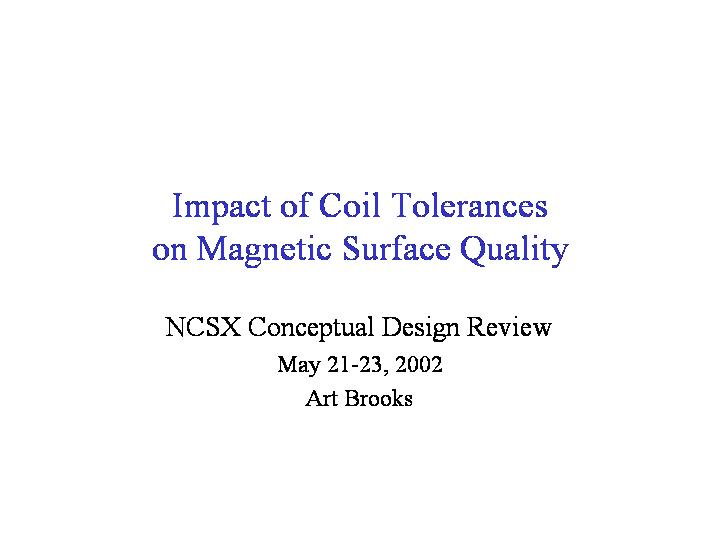 Impact of Coil Tolerances
on Magnetic Surface Quality
NCSX Conceptual Design Review
May 21-23, 2002
Art Brooks